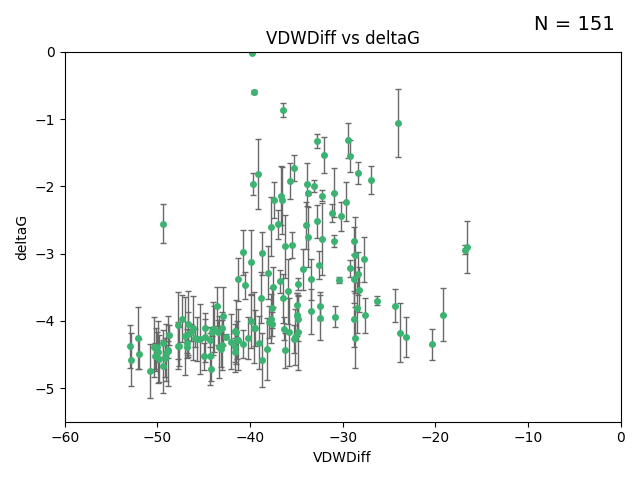 N = 151
VDWDiff vs deltaG
0
−1
−2
−3
−4
−5
deltaG
−60 −50 −40 −30 −20 −10 0
VDWDiff